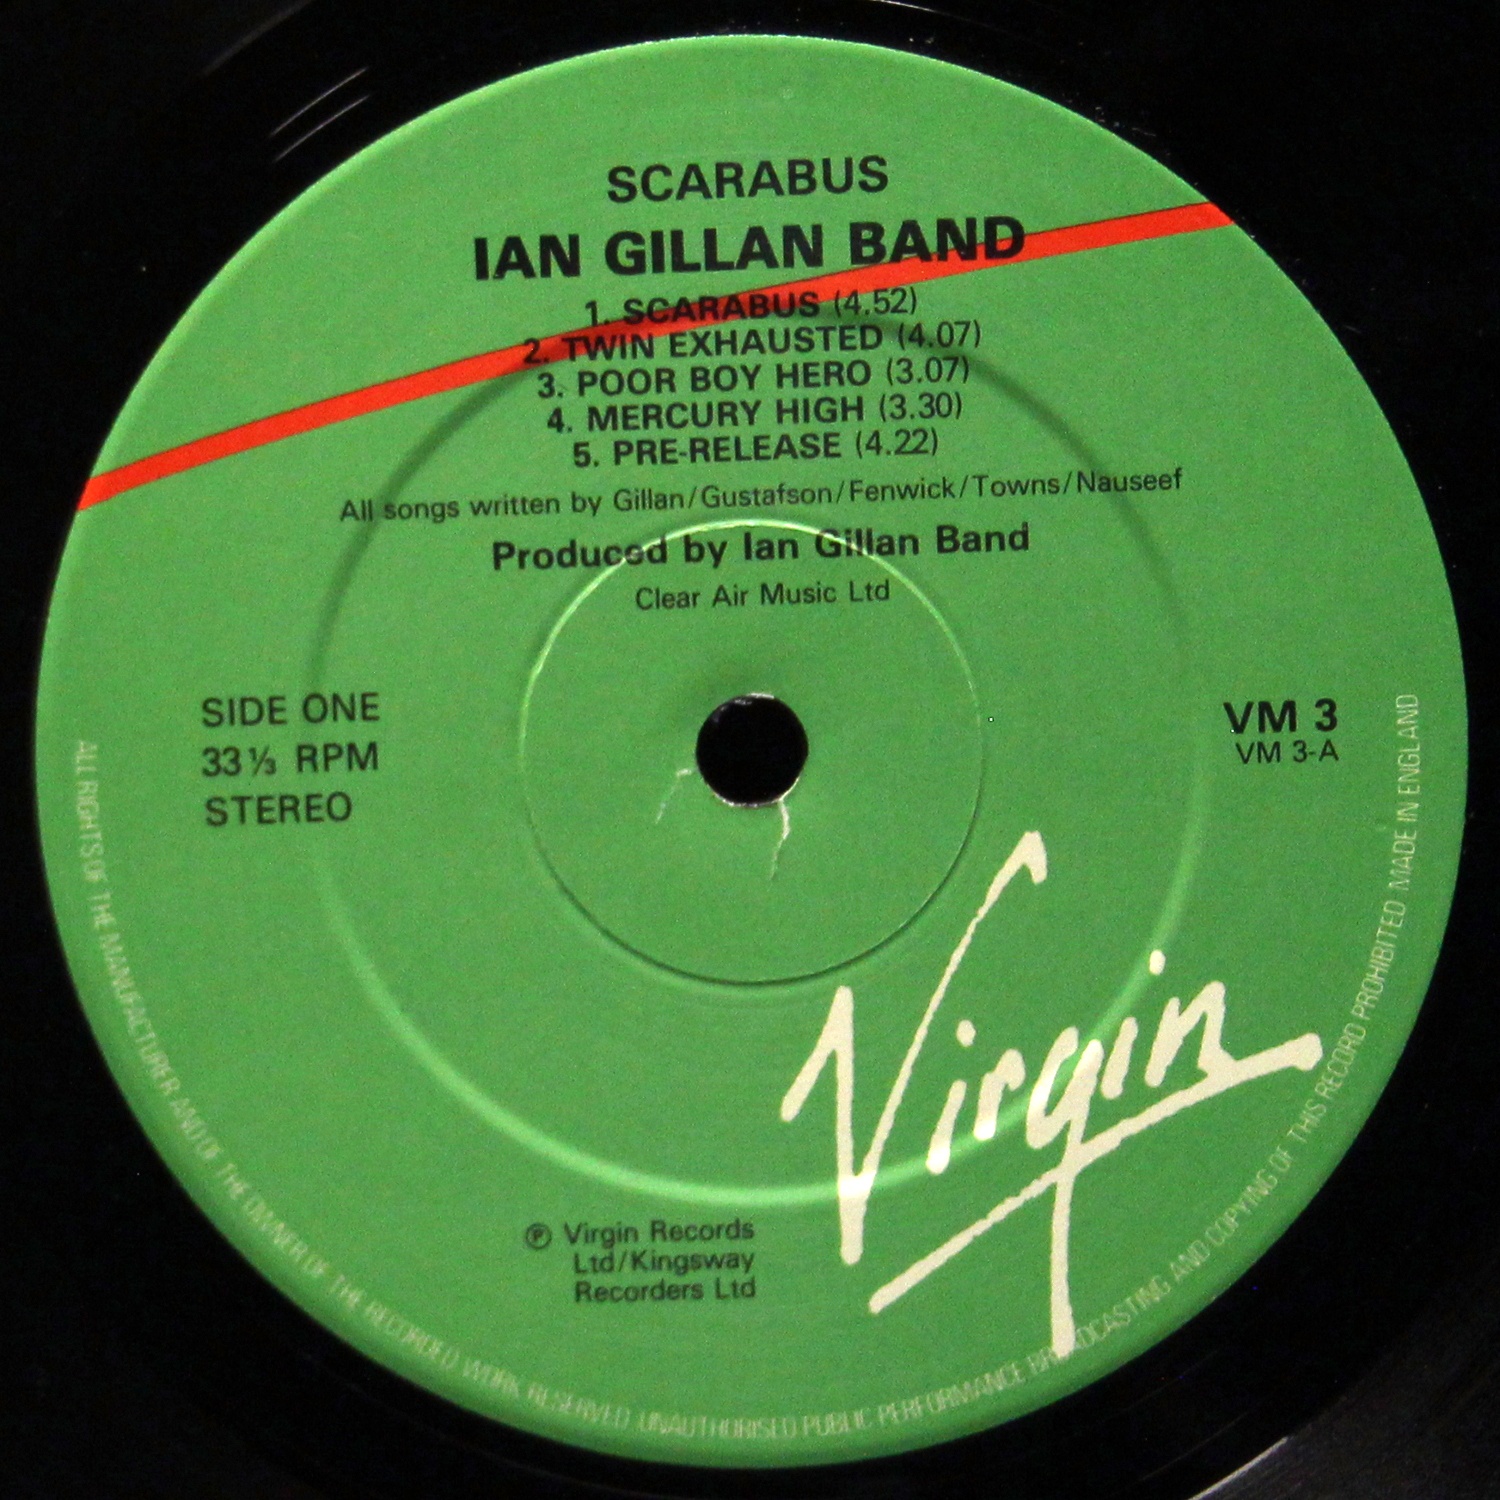 SCARABUS
IAN GILLAN BAND
1. SCARABUS (4.52)
2. TWIN EXHAUSTED (4.07)
3. POOR BOY HERO (3.07)
4. MERCURY HIGH (3.30)
5. PRE-RELEASE (4.22)
All songs written by Gillan/Gustafson/Fenwick/Towns/Nauseef
Produced by Ian Gillan Band
Clear Air Music Ltd
SIDE ONE
33⅓ RPM
STEREO
VM 3
VM 3-A
Virgin
℗ Virgin Records
Ltd/Kingsway
Recorders Ltd
ALL RIGHTS OF THE MANUFACTURER AND OF THE OWNER OF THE RECORDED WORK RESERVED UNAUTHORISED PUBLIC PERFORMANCE BROADCASTING AND COPYING OF THIS RECORD PROHIBITED MADE IN ENGLAND